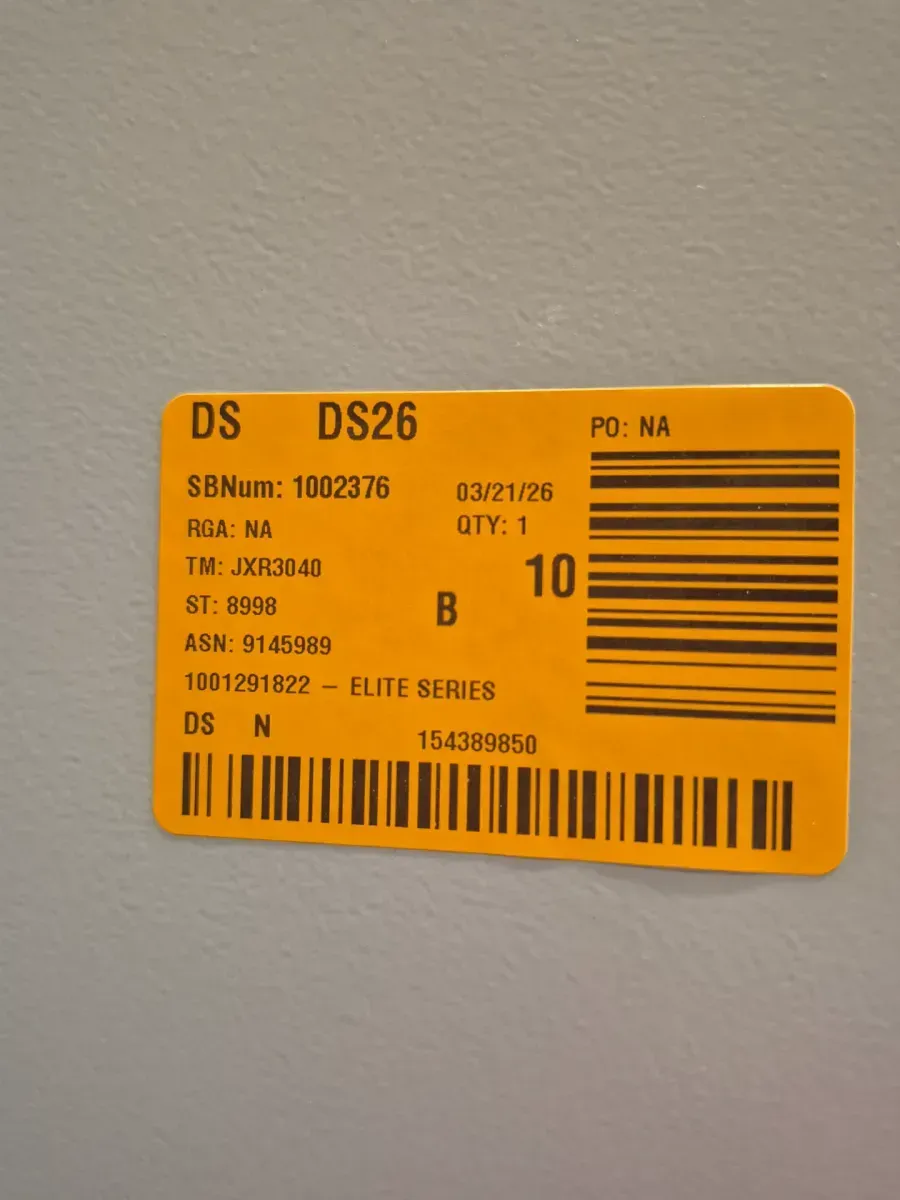 DS DS26
PO: NA
SBNum: 1002376 03/21/26
RGA: NA QTY: 1
TM: JXR3040 10
ST: 8998 B
ASN: 9145989
1001291822 – ELITE SERIES
DS N 154389850